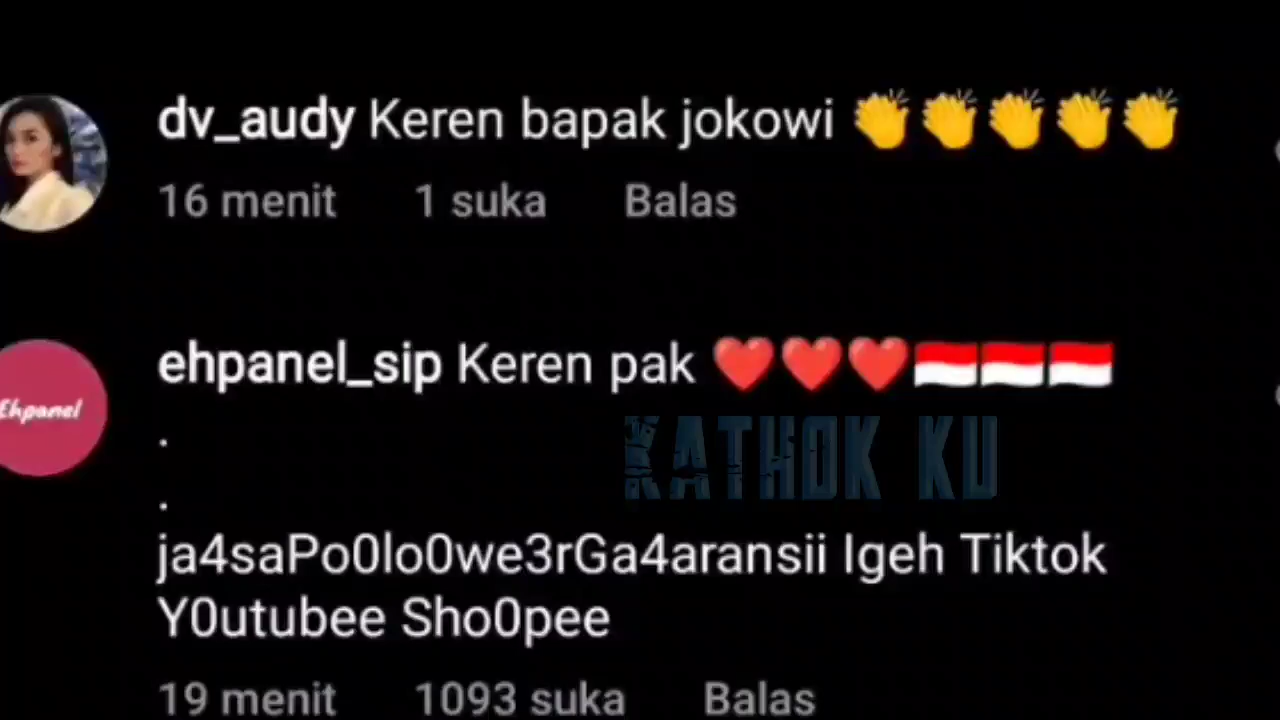 dv_audy Keren bapak jokowi 👏👏👏👏👏
16 menit 1 suka Balas
Ehpanel
ehpanel_sip Keren pak ❤️❤️❤️🇮🇩🇮🇩🇮🇩
.
KATHOK KU
.
ja4saPo0lo0we3rGa4aransii Igeh Tiktok
Y0utubee Sho0pee
19 menit 1093 suka Balas